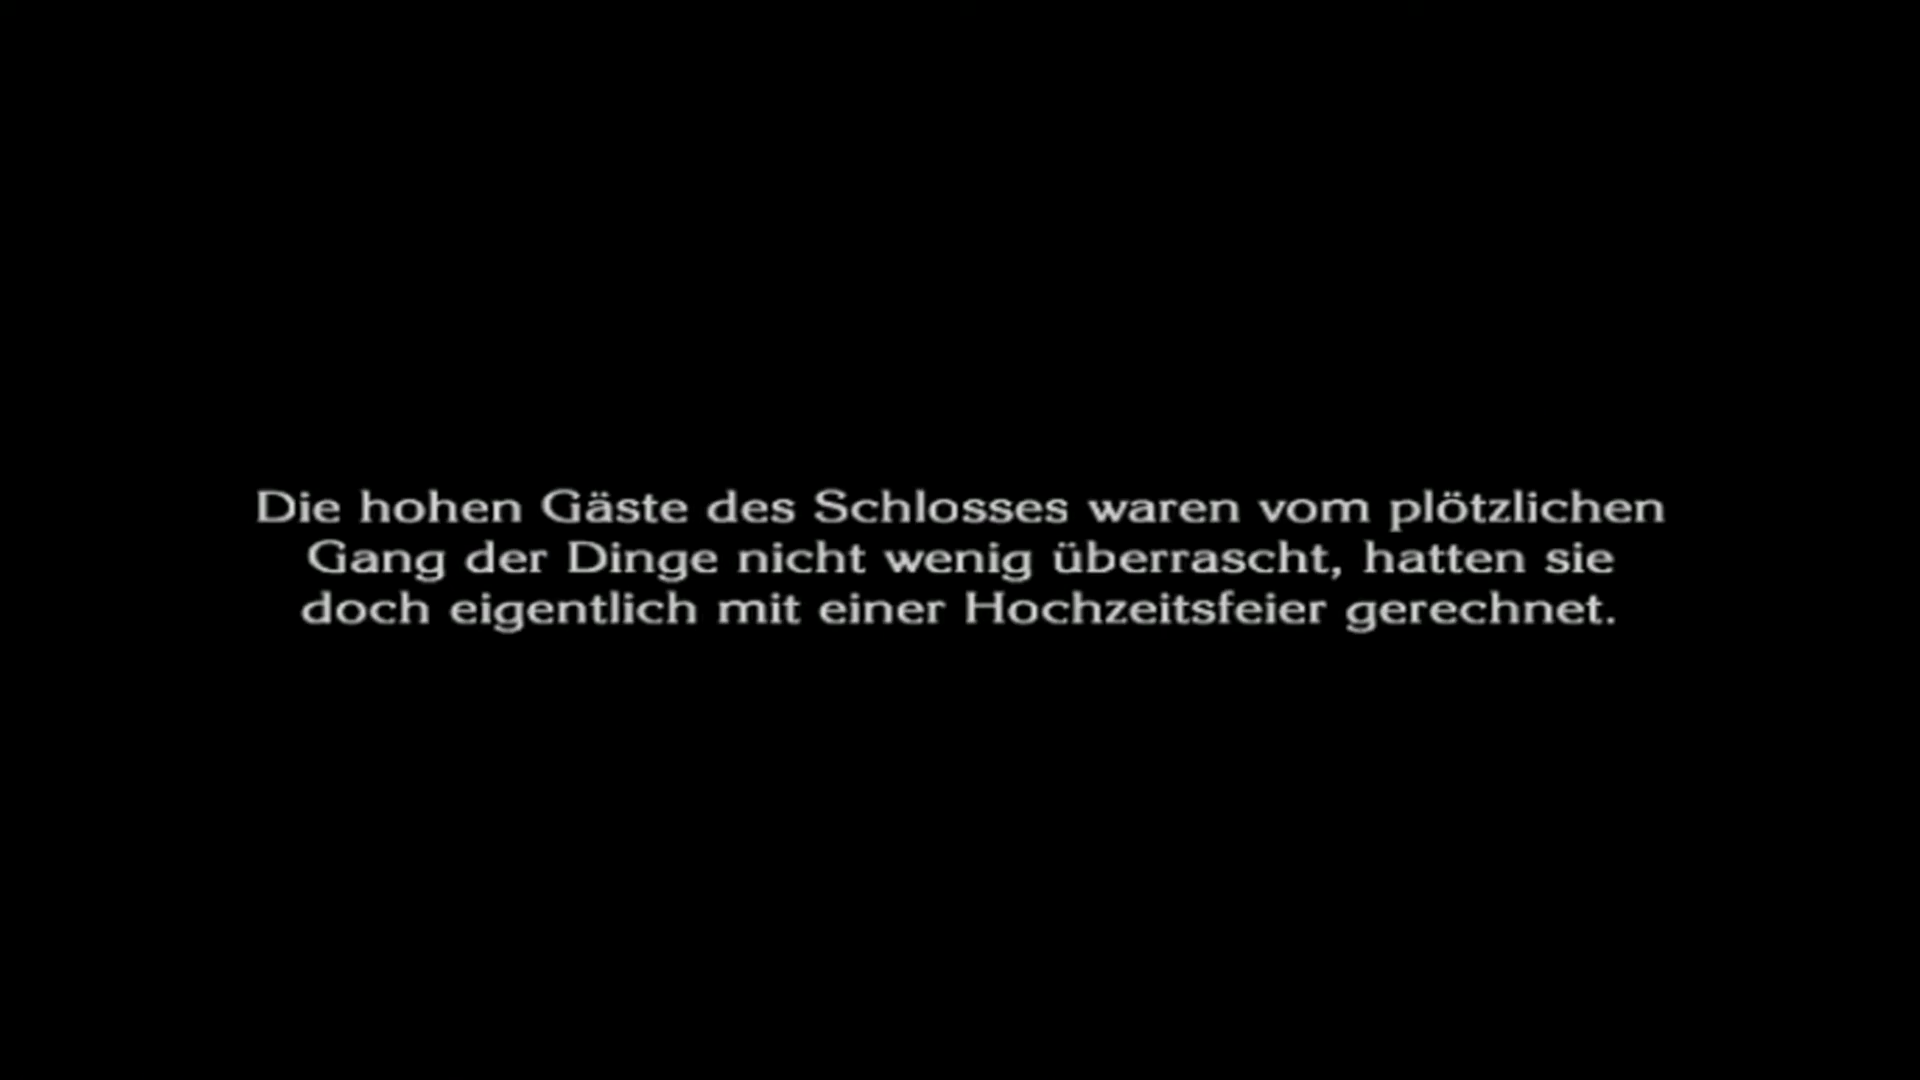 Die hohen Gäste des Schlosses waren vom plötzlichen
Gang der Dinge nicht wenig überrascht, hatten sie
doch eigentlich mit einer Hochzeitsfeier gerechnet.